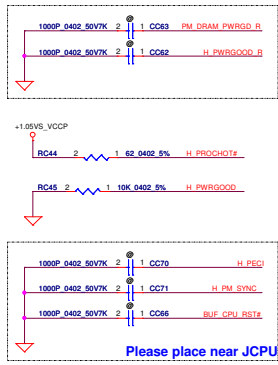 @
1000P_0402_50V7K 2 1 CC63 PM_DRAM_PWRGD_R
@
1000P_0402_50V7K 2 1 CC62 H_PWRGOOD_R
+1.05VS_VCCP
RC44 2 1 62_0402_5% H_PROCHOT#
RC45 2 1 10K_0402_5% H_PWRGOOD
@
1000P_0402_50V7K 2 1 CC70 H_PECI
@
1000P_0402_50V7K 2 1 CC71 H_PM_SYNC
@
1000P_0402_50V7K 2 1 CC66 BUF_CPU_RST#
Please place near JCPU